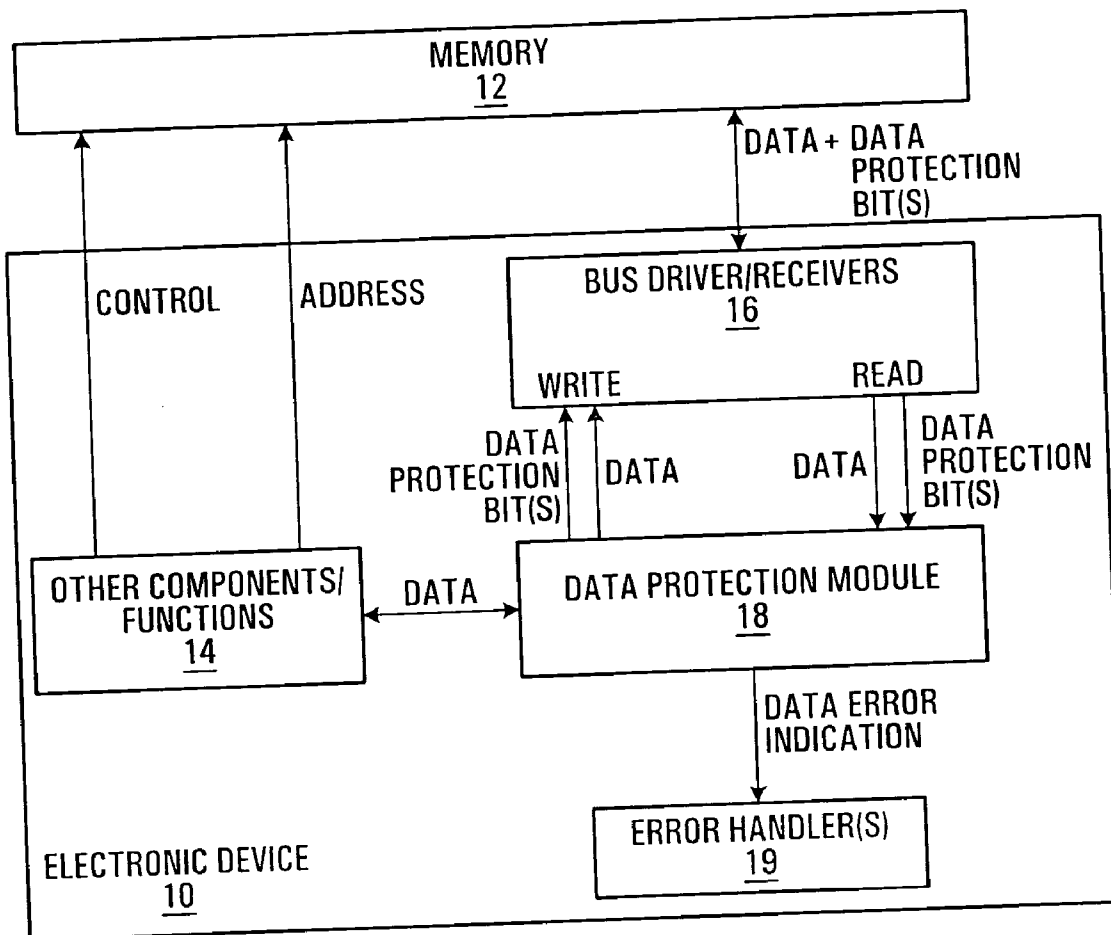 MEMORY
12
DATA + DATA
PROTECTION
BIT(S)
CONTROL
ADDRESS
BUS DRIVER/RECEIVERS
16
WRITE
READ
DATA
PROTECTION
BIT(S)
DATA
DATA
DATA
PROTECTION
BIT(S)
OTHER COMPONENTS/
FUNCTIONS
14
DATA
DATA PROTECTION MODULE
18
DATA ERROR
INDICATION
ERROR HANDLER(S)
19
ELECTRONIC DEVICE
10